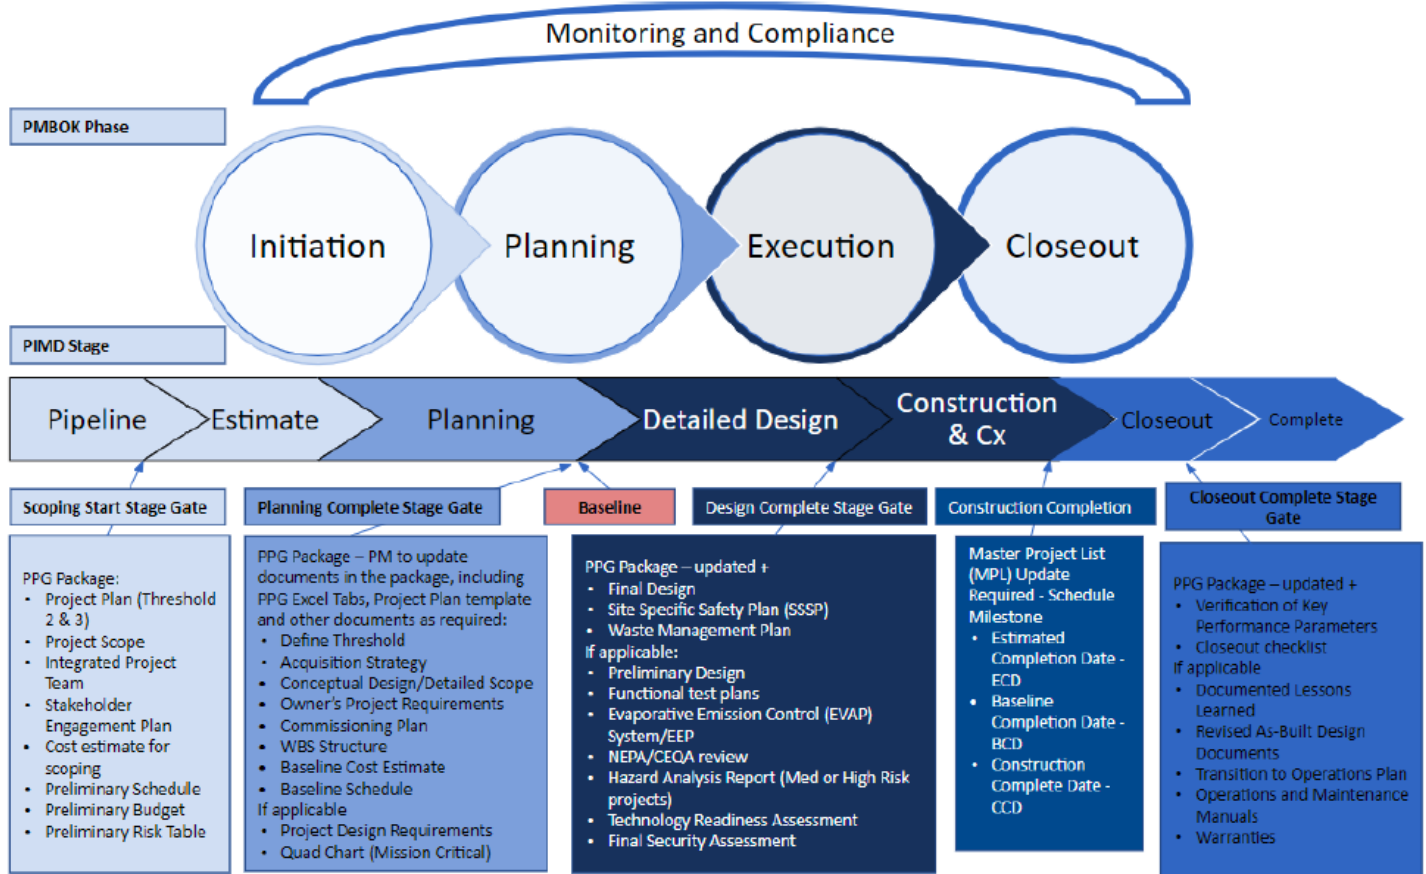 Monitoring and Compliance
PMBOK Phase
Initiation
Planning
Execution
Closeout
PIMD Stage
Pipeline
Estimate
Planning
Detailed Design
Construction
& Cx
Closeout
Complete
Scoping Start Stage Gate
Planning Complete Stage Gate
Baseline
Design Complete Stage Gate
Construction Completion
Closeout Complete Stage
Gate
PPG Package:
• Project Plan (Threshold
2 & 3)
• Project Scope
• Integrated Project
Team
• Stakeholder
Engagement Plan
• Cost estimate for
scoping
• Preliminary Schedule
• Preliminary Budget
• Preliminary Risk Table
PPG Package – PM to update
documents in the package, including
PPG Excel Tabs, Project Plan template
and other documents as required:
• Define Threshold
• Acquisition Strategy
• Conceptual Design/Detailed Scope
• Owner's Project Requirements
• Commissioning Plan
• WBS Structure
• Baseline Cost Estimate
• Baseline Schedule
If applicable
• Project Design Requirements
• Quad Chart (Mission Critical)
PPG Package – updated +
• Final Design
• Site Specific Safety Plan (SSSP)
• Waste Management Plan
If applicable:
• Preliminary Design
• Functional test plans
• Evaporative Emission Control (EVAP)
System/EEP
• NEPA/CEQA review
• Hazard Analysis Report (Med or High Risk
projects)
• Technology Readiness Assessment
• Final Security Assessment
Master Project List
(MPL) Update
Required - Schedule
Milestone
• Estimated
Completion Date -
ECD
• Baseline
Completion Date -
BCD
• Construction
Complete Date -
CCD
PPG Package – updated +
• Verification of Key
Performance Parameters
• Closeout checklist
If applicable
• Documented Lessons
Learned
• Revised As-Built Design
Documents
• Transition to Operations Plan
• Operations and Maintenance
Manuals
• Warranties